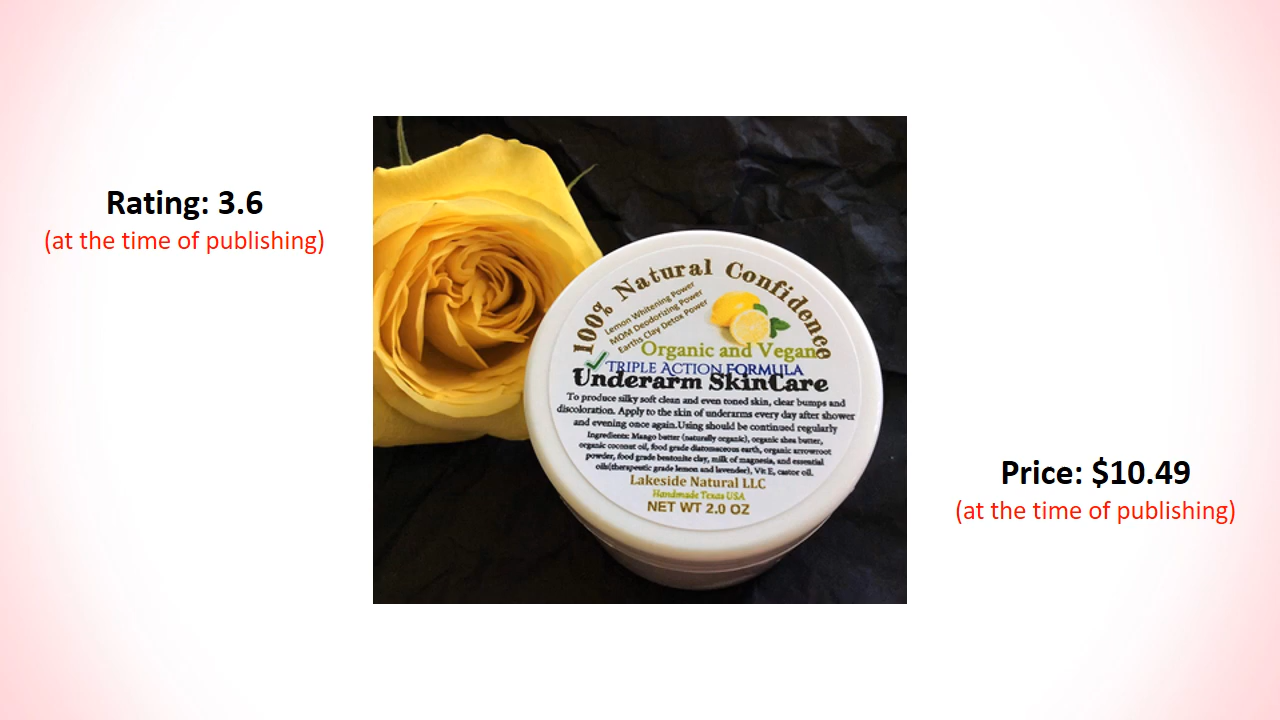 Rating: 3.6
(at the time of publishing)
100% Natural Confidence
Lemon Whitening Power
MOM Deodorizing Power
Earths Clay Detox Power
Organic and Vegan
TRIPLE ACTION FORMULA
Underarm SkinCare
To produce silky soft clean and even toned skin, clear bumps and
discoloration. Apply to the skin of underarms every day after shower
and evening once again.Using should be continued regularly
Ingredients: Mango butter (naturally organic), organic shea butter,
organic coconut oil, food grade diatomaceous earth, organic arrowroot
powder, food grade bentonite clay, milk of magnesia, and essential
oils(therapeutic grade lemon and lavender), Vit E, castor oil.
Lakeside Natural LLC
Handmade Texas USA
NET WT 2.0 OZ
Price: $10.49
(at the time of publishing)